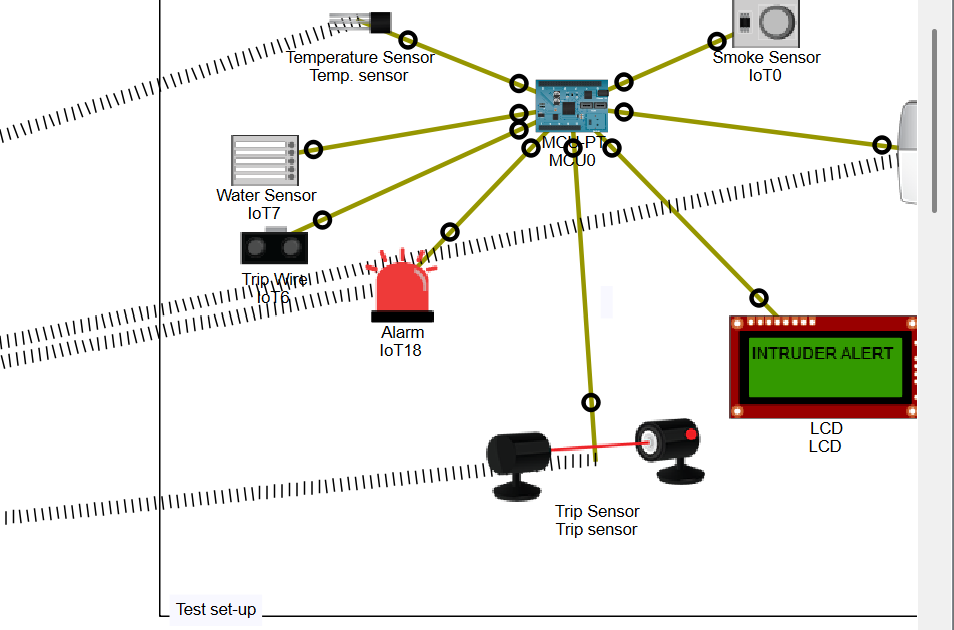 Temperature Sensor
Temp. sensor
Smoke Sensor
IoT0
MCU-PT
MCU0
Water Sensor
IoT7
Trip Wire
IoT6
Alarm
IoT18
INTRUDER ALERT
LCD
LCD
Trip Sensor
Trip sensor
Test set-up